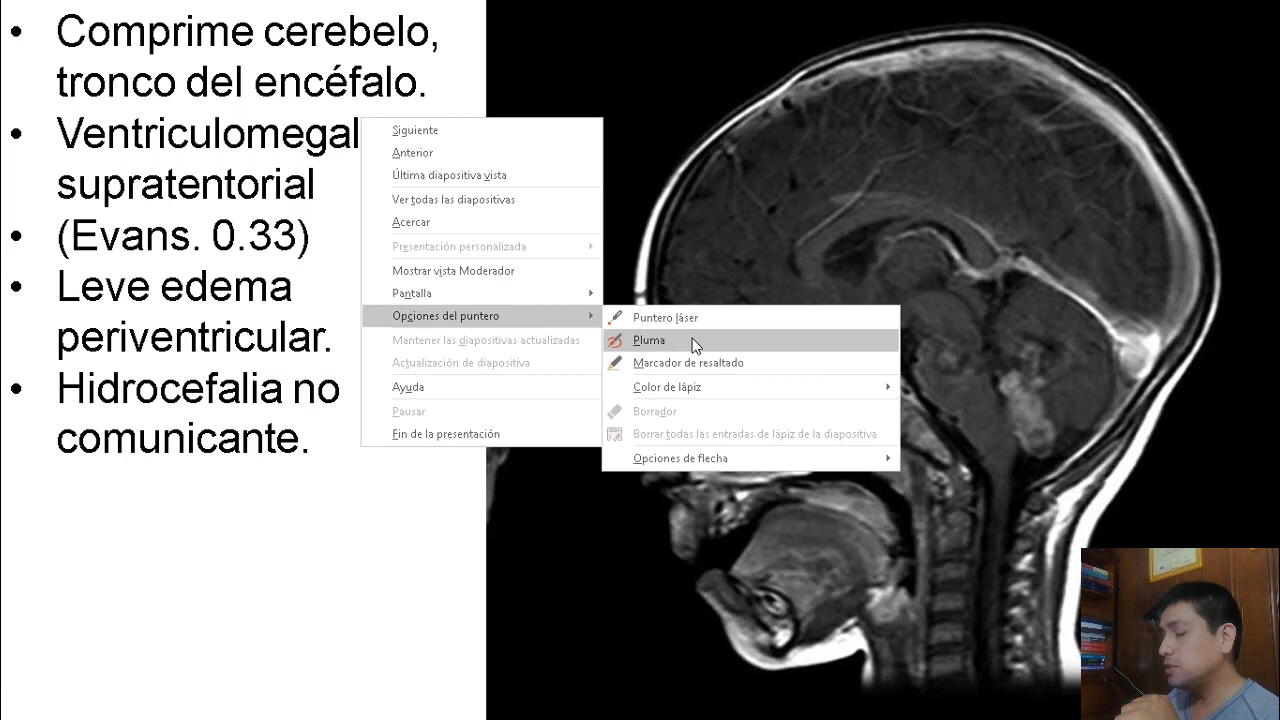 • Comprime cerebelo,
tronco del encéfalo.
• Ventriculomegal
supratentorial
• (Evans. 0.33)
• Leve edema
periventricular.
• Hidrocefalia no
comunicante.
Siguiente
Anterior
Última diapositiva vista
Ver todas las diapositivas
Acercar
Presentación personalizada
Mostrar vista Moderador
Pantalla
Opciones del puntero
Mantener las diapositivas actualizadas
Actualización de diapositiva
Ayuda
Pausar
Fin de la presentación
Puntero láser
Pluma
Marcador de resaltado
Color de lápiz
Borrador
Borrar todas las entradas de lápiz de la diapositiva
Opciones de flecha